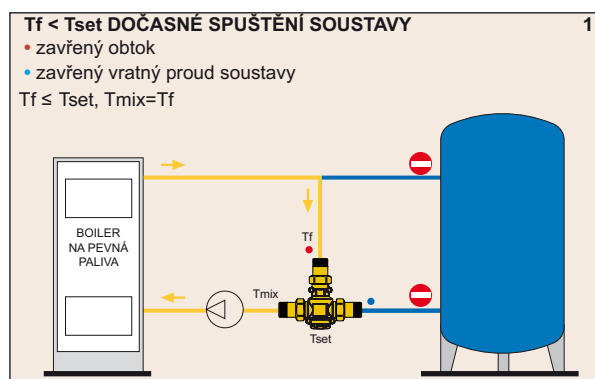 Tf < Tset DOČASNÉ SPUŠTĚNÍ SOUSTAVY 1
• zavřený obtok
• zavřený vratný proud soustavy
Tf ≤ Tset, Tmix=Tf
BOILER
NA PEVNÁ
PALIVA
Tf
Tmix
Tset